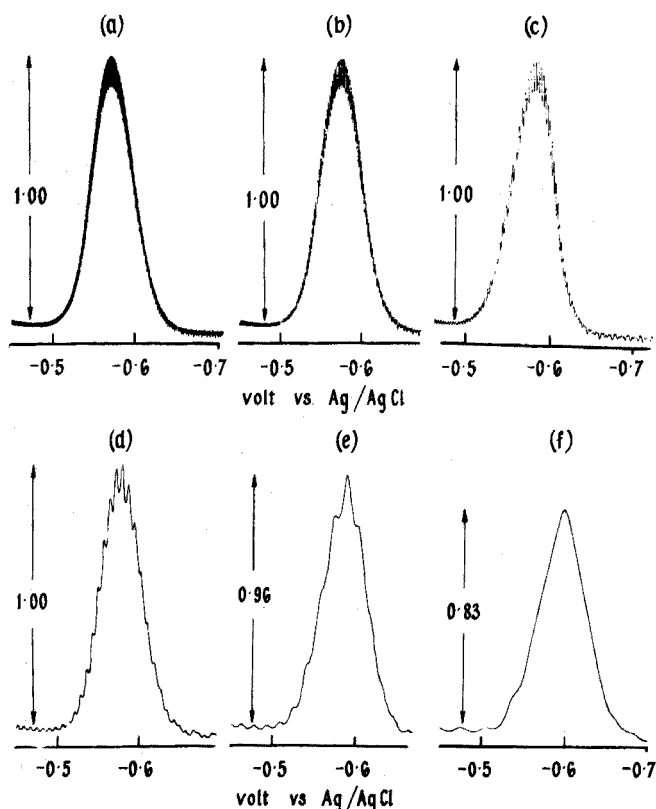 (a) (b) (c)
1·00 1·00 1·00
-0·5 -0·6 -0·7 -0·5 -0·6 -0·5 -0·6 -0·7
volt vs. Ag/AgCl
(d) (e) (f)
1·00 0·96 0·83
-0·5 -0·6 -0·5 -0·6 -0·5 -0·6 -0·7
volt vs Ag/AgCl